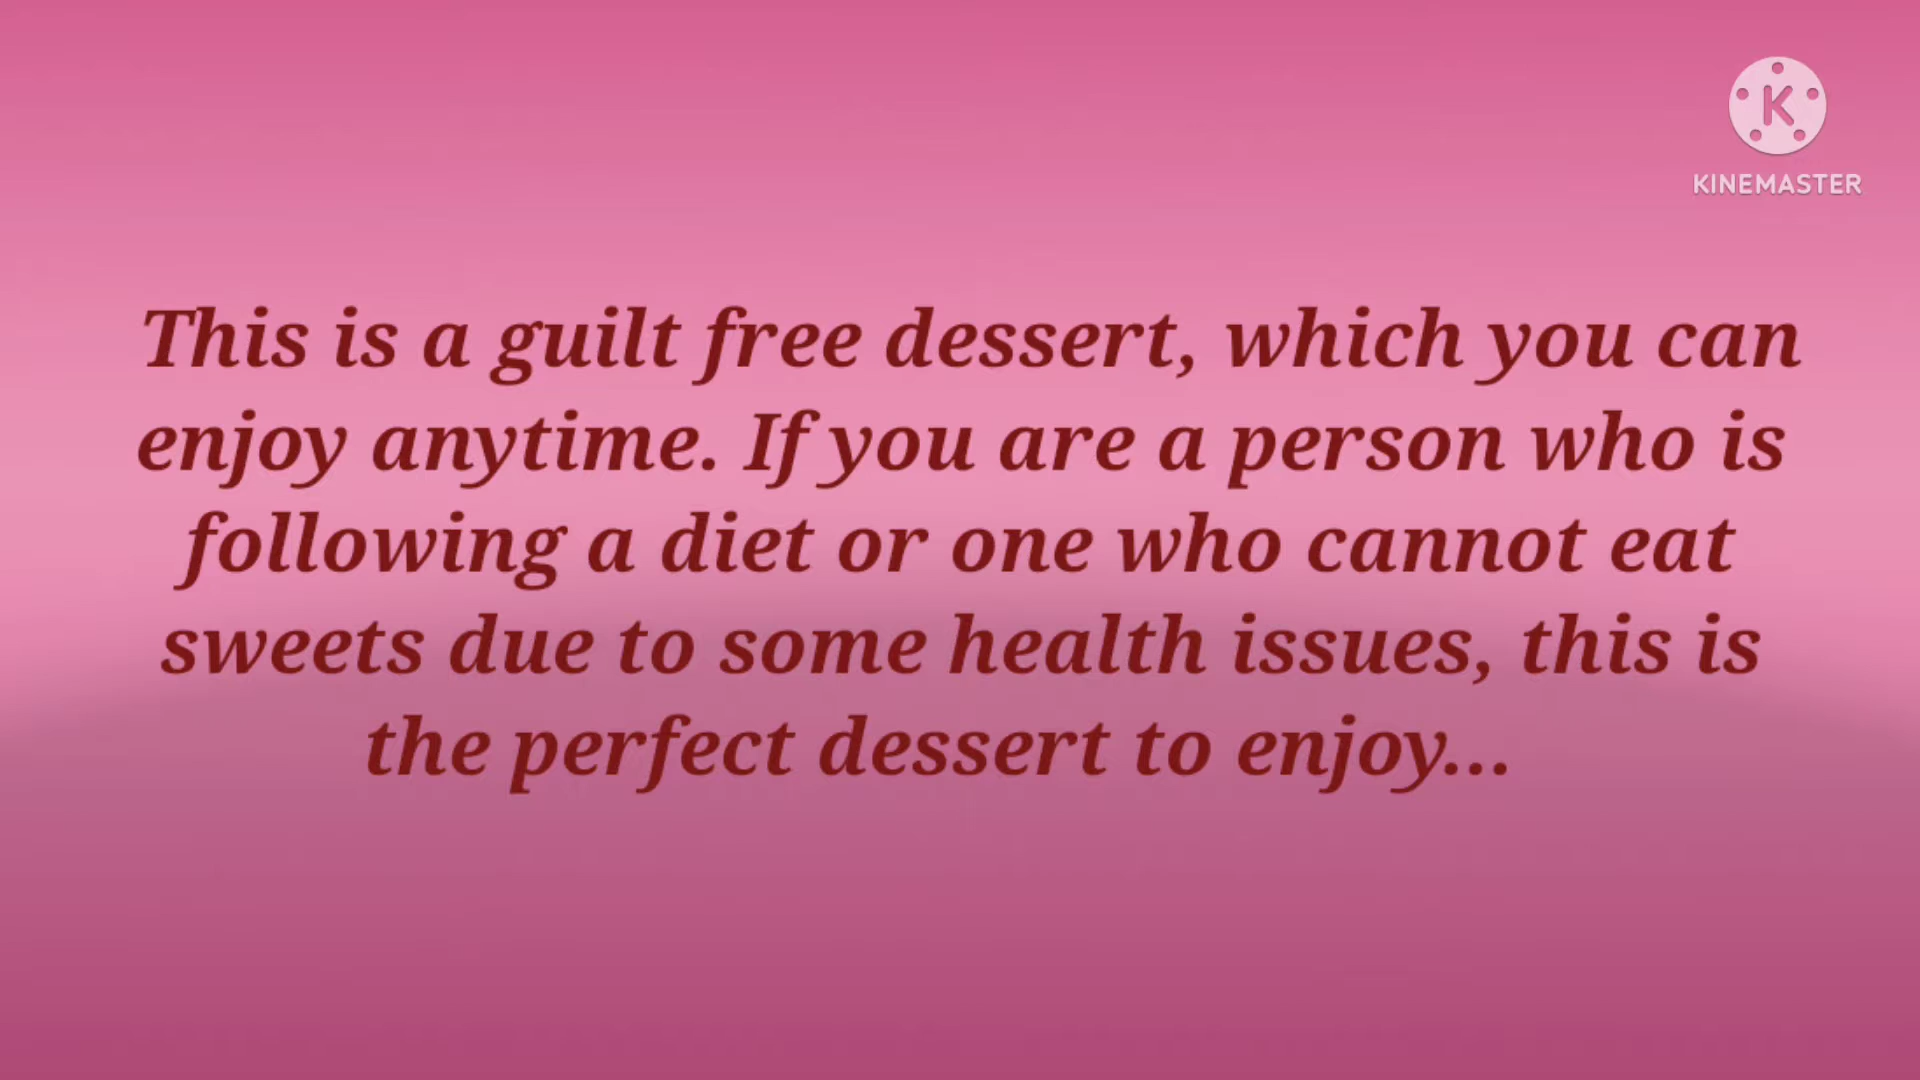 K
KINEMASTER
This is a guilt free dessert, which you can
enjoy anytime. If you are a person who is
following a diet or one who cannot eat
sweets due to some health issues, this is
the perfect dessert to enjoy...